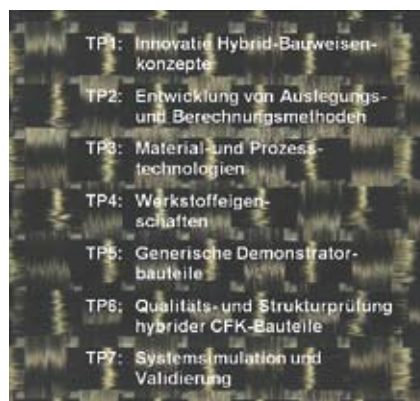 TP1: Innovatie Hybrid-Bauweisen-
konzepte
TP2: Entwicklung von Auslegungs-
und Berechnungsmethoden
TP3: Material-und Prozess-
technologien
TP4: Werkstoffeigen-
schaften
TP5: Generische Demonstrator-
bauteile
TP6: Qualitäts- und Strukturprüfung
hybrider CFK-Bauteile
TP7: Systemsimulation und
Validierung